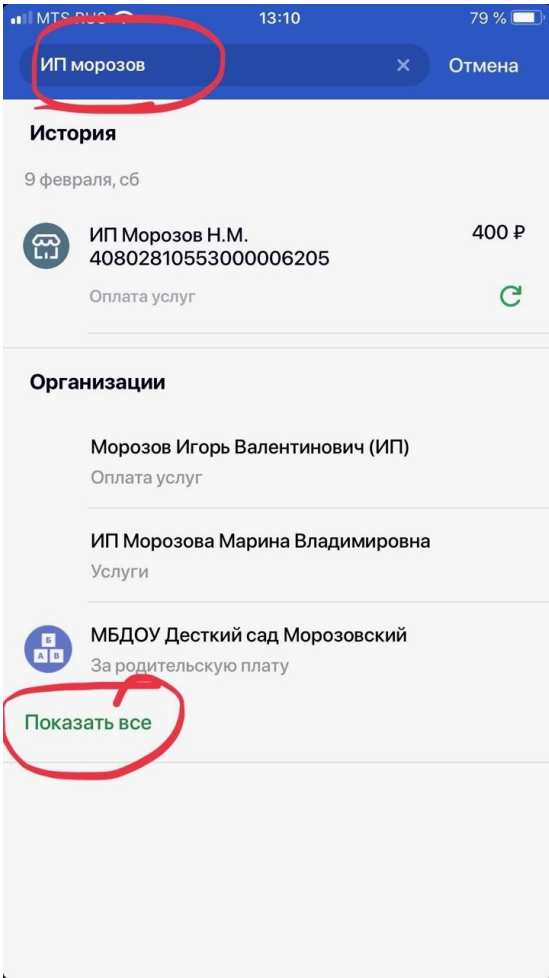 MTS RUS 13:10 79 %
ИП морозов × Отмена
История
9 февраля, сб
ИП Морозов Н.М. 400 ₽
40802810553000006205
Оплата услуг
Организации
Морозов Игорь Валентинович (ИП)
Оплата услуг
ИП Морозова Марина Владимировна
Услуги
Б
А В
МБДОУ Десткий сад Морозовский
За родительскую плату
Показать все